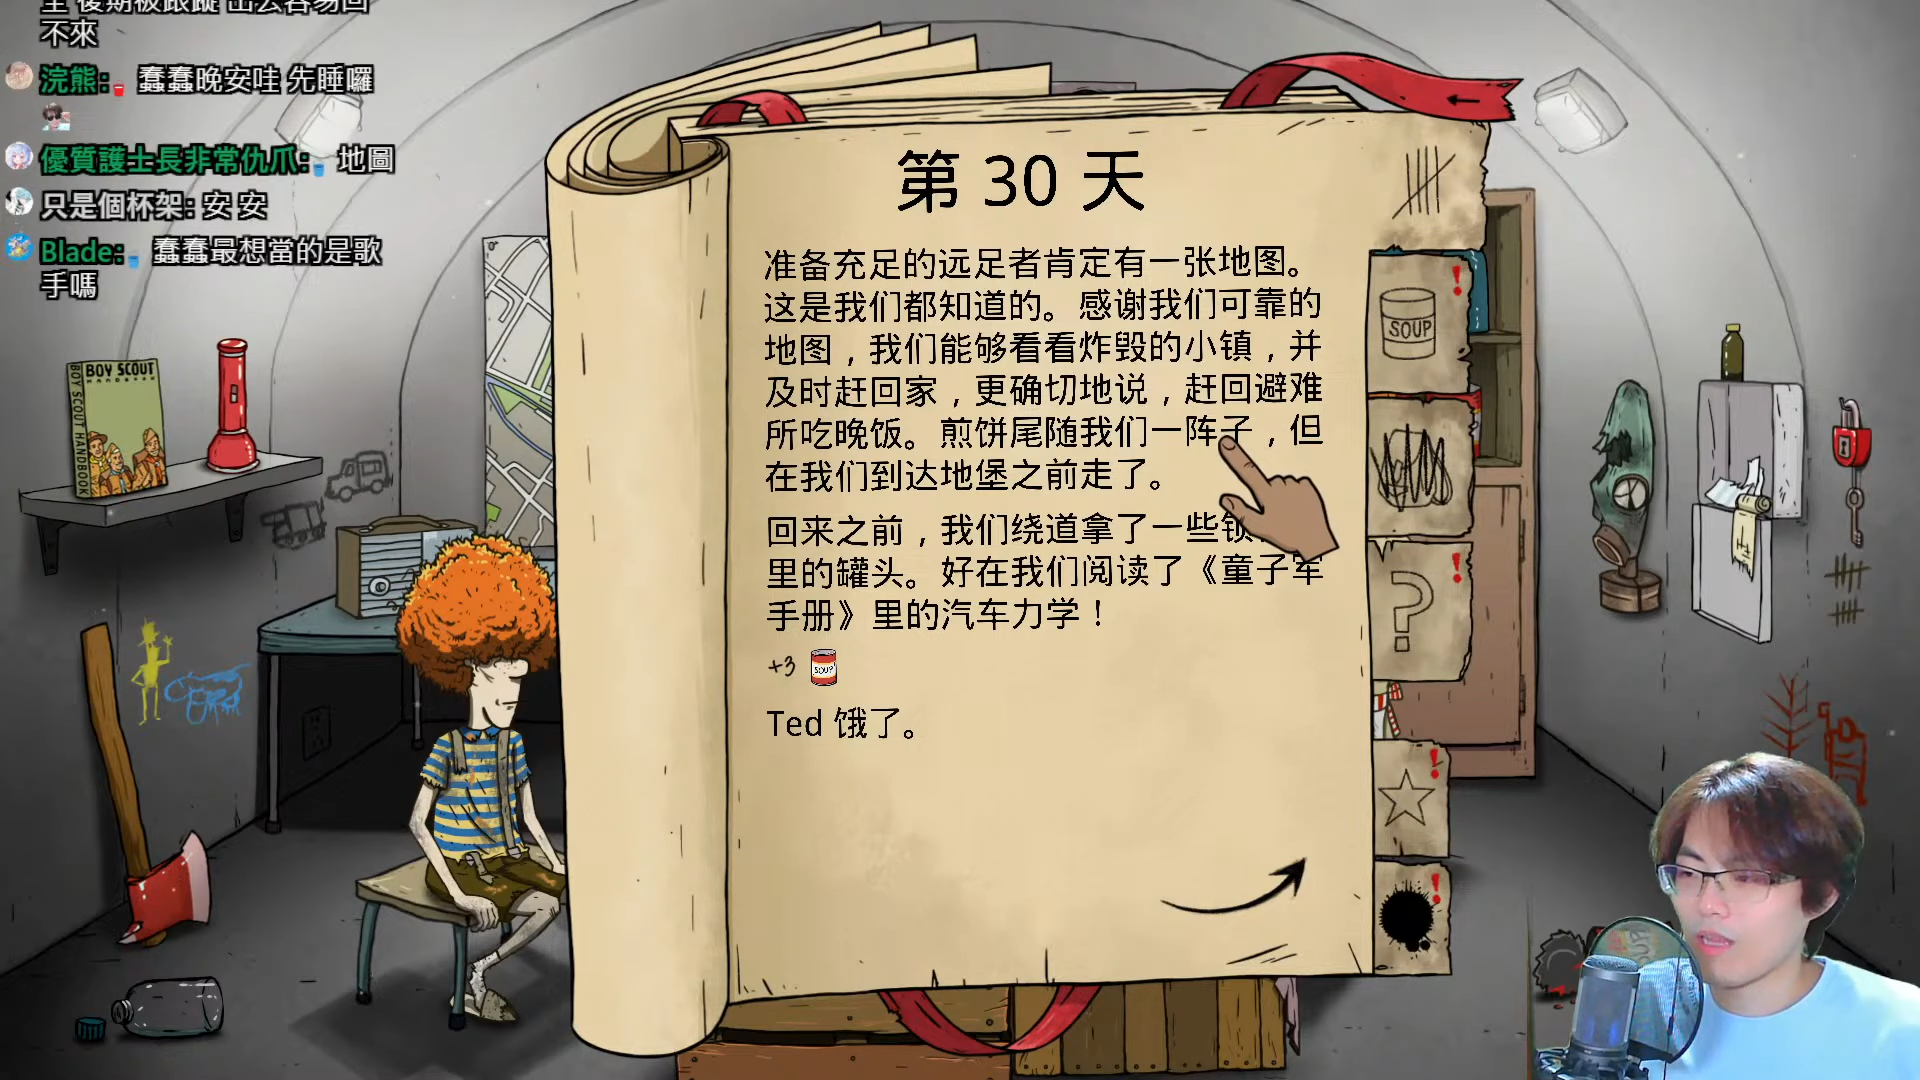 不來
浣熊: 蠢蠢晚安哇 先睡囉
優質護士長非常仇爪: 地圖
只是個杯架: 安 安
Blade: 蠢蠢最想當的是歌
手嗎
BOY SCOUT
HANDBOOK
BOY SCOUT HANDBOOK
第 30 天
准备充足的远足者肯定有一张地图。
这是我们都知道的。感谢我们可靠的
地图，我们能够看看炸毁的小镇，并
及时赶回家，更确切地说，赶回避难
所吃晚饭。煎饼尾随我们一阵子，但
在我们到达地堡之前走了。
回来之前，我们绕道拿了一些锁
里的罐头。好在我们阅读了《童子军
手册》里的汽车力学！
+3 SOUP
Ted 饿了。
SOUP
?